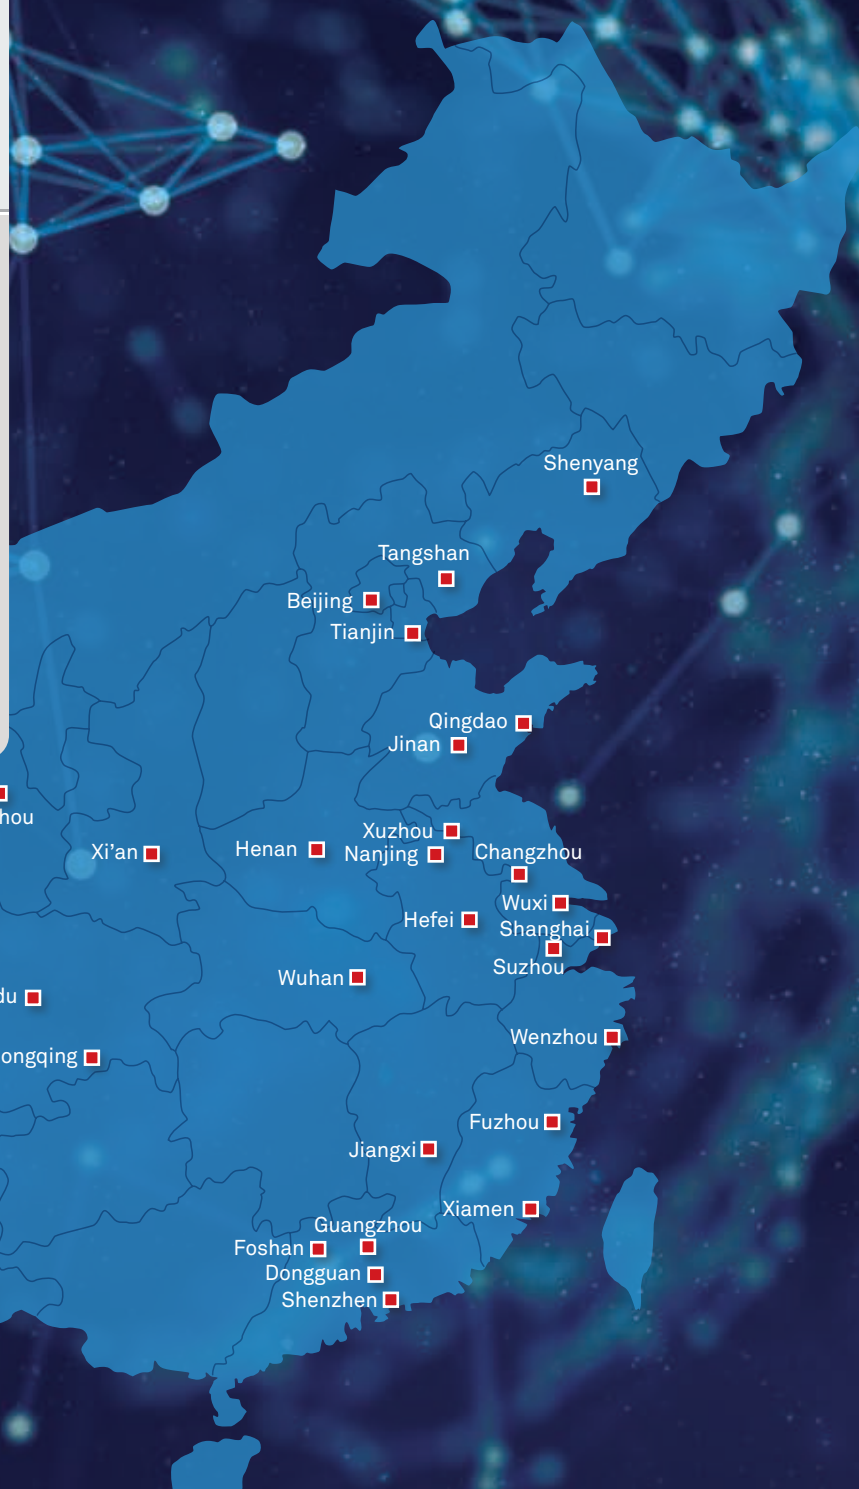 Shenyang
Tangshan
Beijing
Tianjin
Qingdao
Jinan
hou
Xuzhou
Xi'an
Henan
Nanjing
Changzhou
Wuxi
Hefei
Shanghai
Suzhou
Wuhan
du
Wenzhou
ongqing
Fuzhou
Jiangxi
Xiamen
Guangzhou
Foshan
Dongguan
Shenzhen